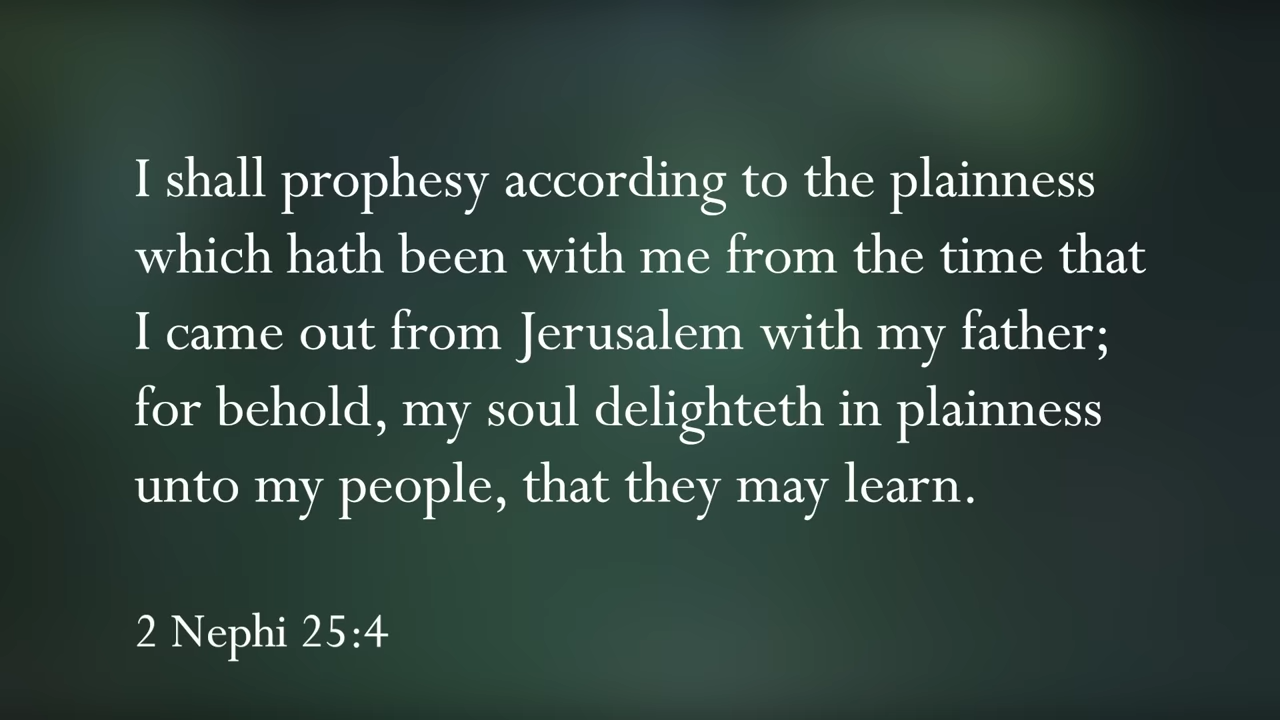 I shall prophesy according to the plainness
which hath been with me from the time that
I came out from Jerusalem with my father;
for behold, my soul delighteth in plainness
unto my people, that they may learn.
2 Nephi 25:4